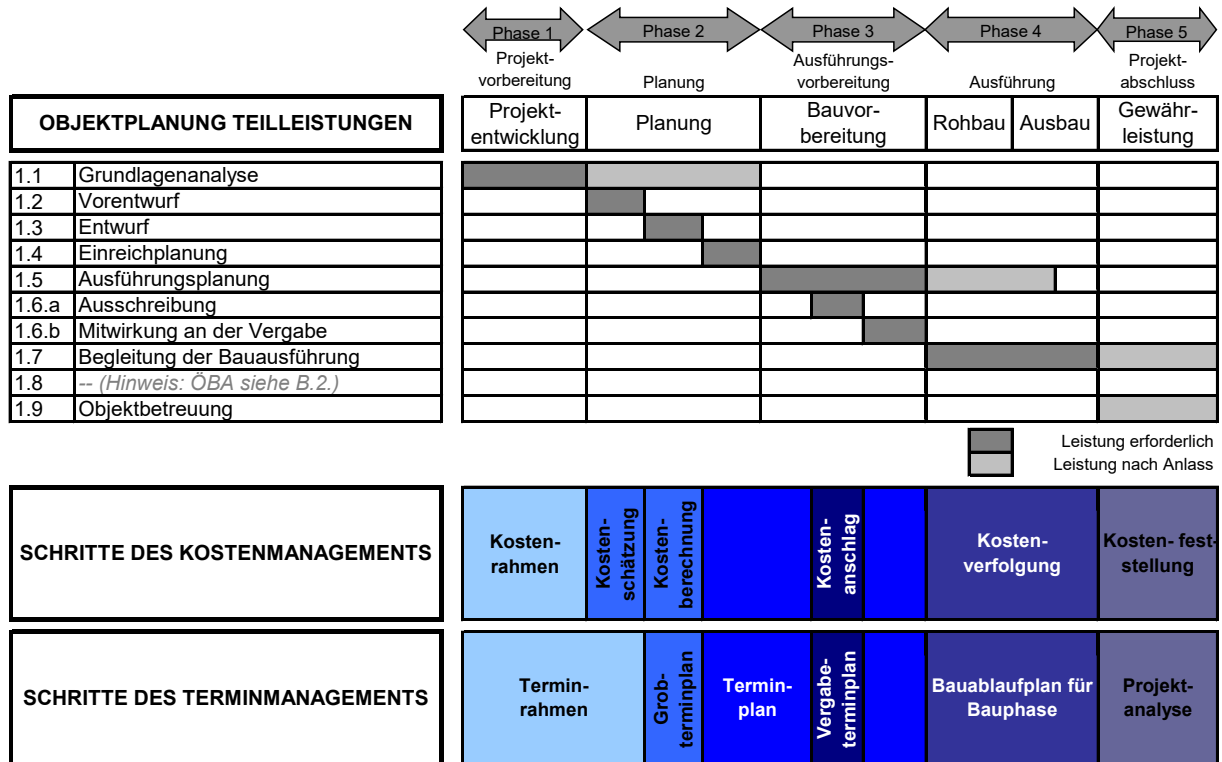 Phase 1 Phase 2 Phase 3 Phase 4 Phase 5
Projekt-
vorbereitung
Planung
Ausführungs-
vorbereitung
Ausführung
Projekt-
abschluss
OBJEKTPLANUNG TEILLEISTUNGEN
Projekt-
entwicklung
Planung
Bauvor-
bereitung
Rohbau
Ausbau
Gewähr-
leistung
1.1 Grundlagenanalyse
1.2 Vorentwurf
1.3 Entwurf
1.4 Einreichplanung
1.5 Ausführungsplanung
1.6.a Ausschreibung
1.6.b Mitwirkung an der Vergabe
1.7 Begleitung der Bauausführung
1.8 -- (Hinweis: ÖBA siehe B.2.)
1.9 Objektbetreuung
Leistung erforderlich
Leistung nach Anlass
SCHRITTE DES KOSTENMANAGEMENTS
Kosten-
rahmen
Kosten-
schätzung
Kosten-
berechnung
Kosten-
anschlag
Kosten-
verfolgung
Kosten- fest-
stellung
SCHRITTE DES TERMINMANAGEMENTS
Termin-
rahmen
Grob-
terminplan
Termin-
plan
Vergabe-
terminplan
Bauablaufplan für
Bauphase
Projekt-
analyse